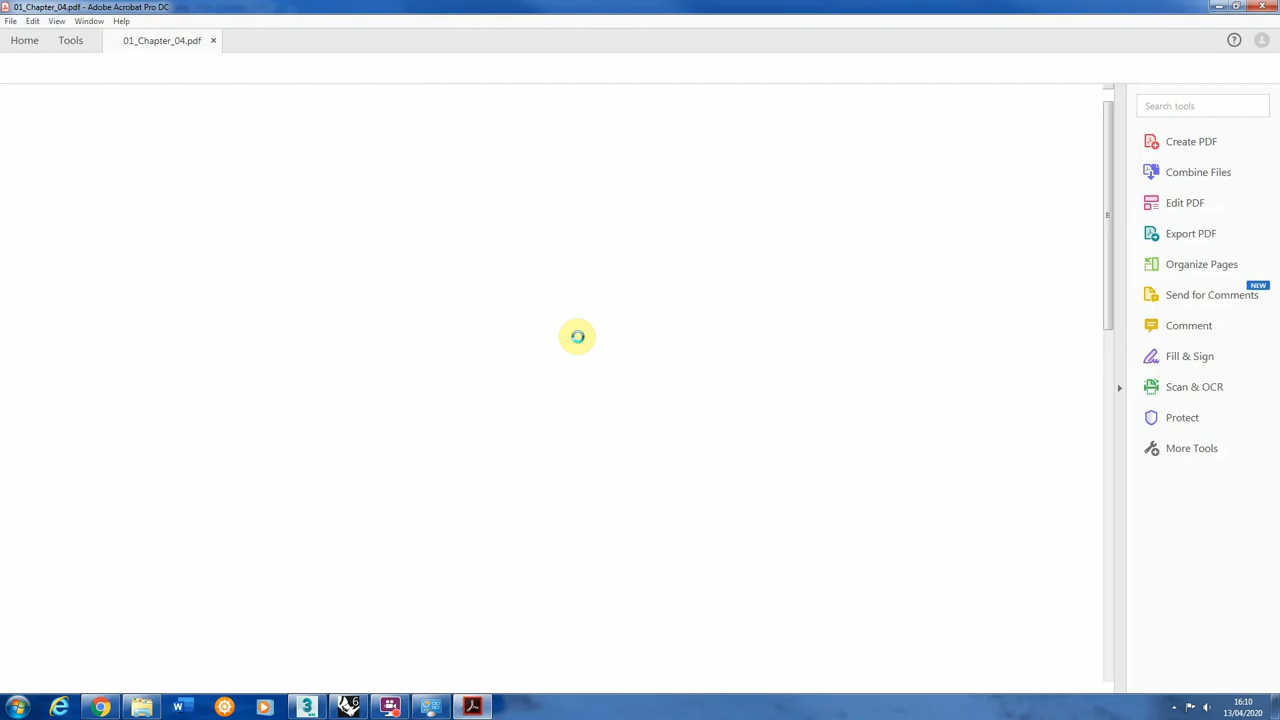 01_Chapter_04.pdf - Adobe Acrobat Pro DC
File Edit View Window Help
Home Tools 01_Chapter_04.pdf ×
Search tools
Create PDF
Combine Files
Edit PDF
Export PDF
Organize Pages
NEW
Send for Comments
Comment
Fill & Sign
Scan & OCR
Protect
More Tools
16:10
13/04/2020